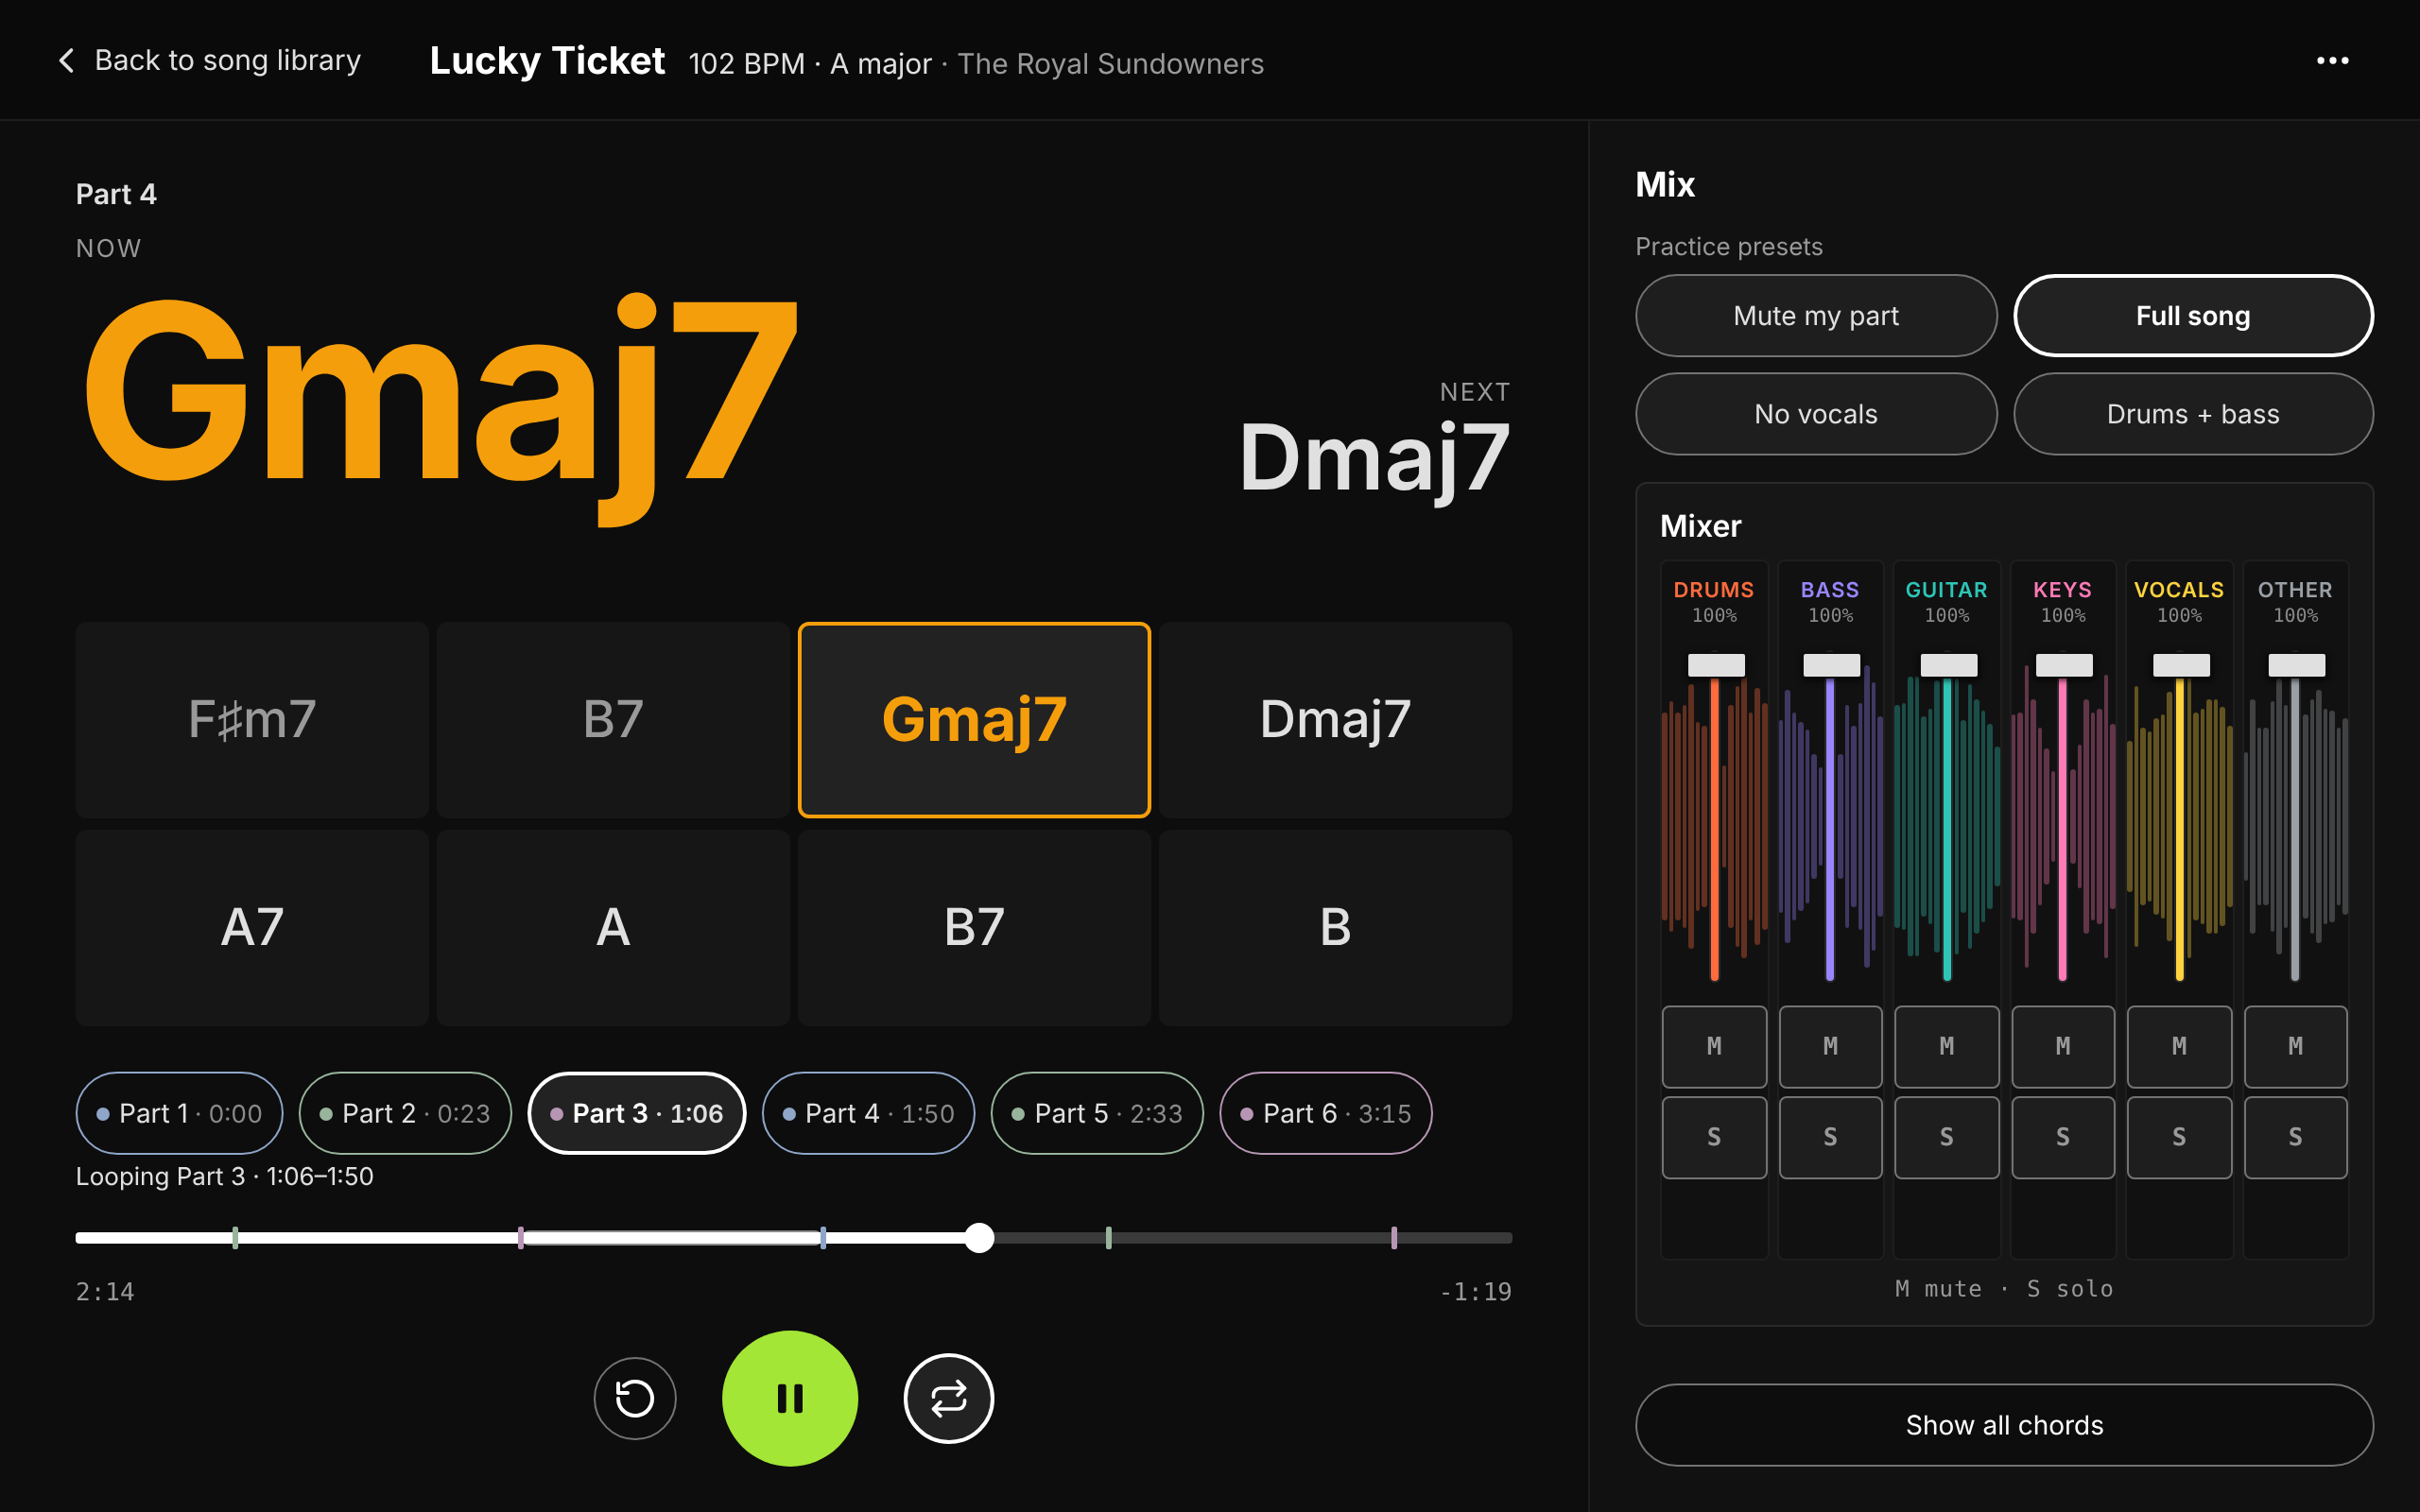 Back to song library
Lucky Ticket 102 BPM · A major · The Royal Sundowners
Part 4
NOW
Gmaj7
NEXT
Dmaj7
F♯m7 B7 Gmaj7 Dmaj7
A7 A B7 B
Part 1 · 0:00 Part 2 · 0:23 Part 3 · 1:06 Part 4 · 1:50 Part 5 · 2:33 Part 6 · 3:15
Looping Part 3 · 1:06–1:50
2:14 -1:19
Mix
Practice presets
Mute my part Full song
No vocals Drums + bass
Mixer
DRUMS BASS GUITAR KEYS VOCALS OTHER
100% 100% 100% 100% 100% 100%
M M M M M M
S S S S S S
M mute · S solo
Show all chords